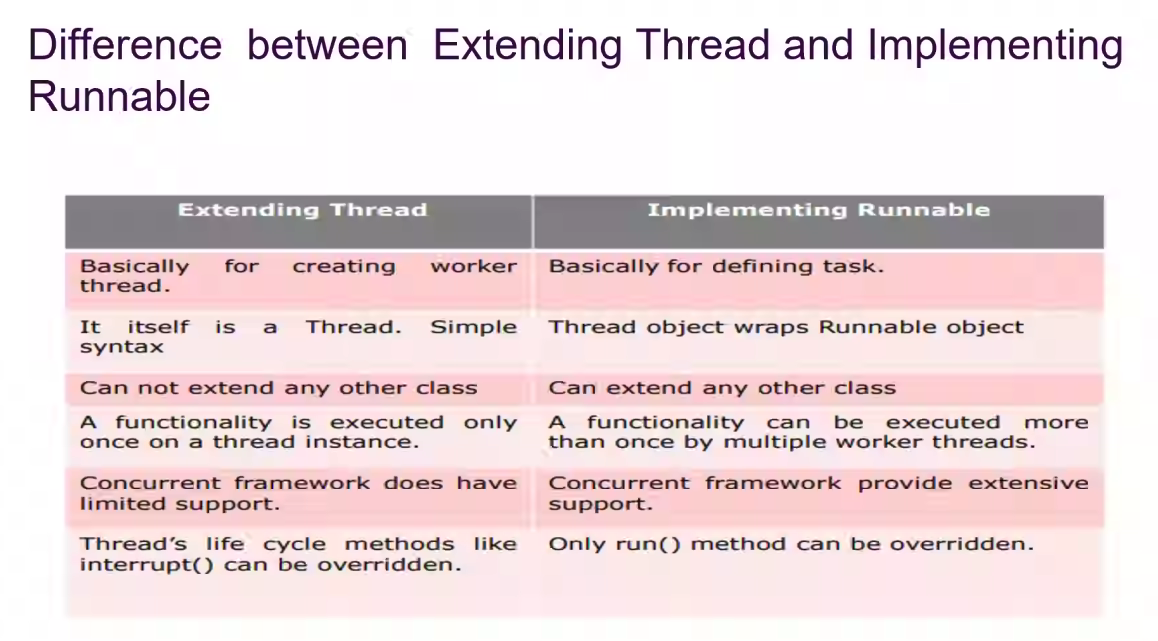 Difference between Extending Thread and Implementing
Runnable
Extending Thread
Implementing Runnable
Basically for creating worker
thread.
Basically for defining task.
It itself is a Thread. Simple
syntax
Thread object wraps Runnable object
Can not extend any other class
Can extend any other class
A functionality is executed only
once on a thread instance.
A functionality can be executed more
than once by multiple worker threads.
Concurrent framework does have
limited support.
Concurrent framework provide extensive
support.
Thread’s life cycle methods like
interrupt() can be overridden.
Only run() method can be overridden.